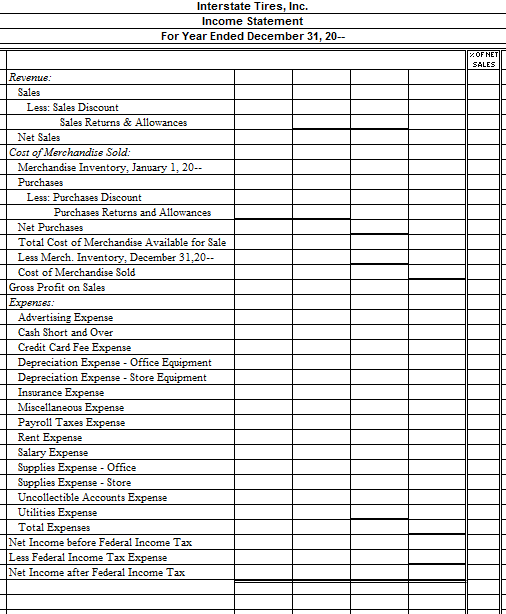 Interstate Tires, Inc.
Income Statement
For Year Ended December 31, 20--
% OF NET
SALES
Revenue:
Sales
Less: Sales Discount
Sales Returns & Allowances
Net Sales
Cost of Merchandise Sold:
Merchandise Inventory, January 1, 20--
Purchases
Less: Purchases Discount
Purchases Returns and Allowances
Net Purchases
Total Cost of Merchandise Available for Sale
Less Merch. Inventory, December 31,20--
Cost of Merchandise Sold
Gross Profit on Sales
Expenses:
Advertising Expense
Cash Short and Over
Credit Card Fee Expense
Depreciation Expense - Office Equipment
Depreciation Expense - Store Equipment
Insurance Expense
Miscellaneous Expense
Payroll Taxes Expense
Rent Expense
Salary Expense
Supplies Expense - Office
Supplies Expense - Store
Uncollectible Accounts Expense
Utilities Expense
Total Expenses
Net Income before Federal Income Tax
Less Federal Income Tax Expense
Net Income after Federal Income Tax